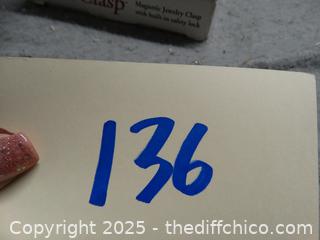 Clasp
Magnetic Jewelry Clasp
with built-in safety lock
136
Copyright 2025 - thediffchico.com